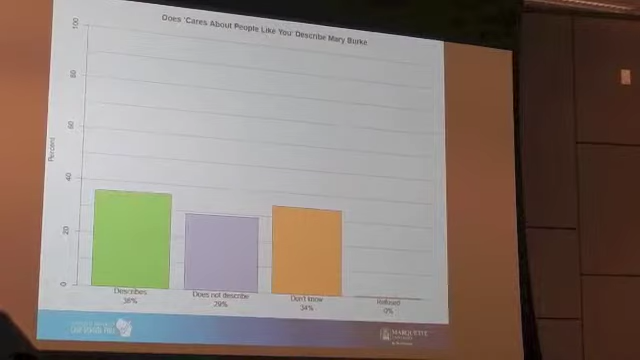 Does 'Cares About People Like You' Describe Mary Burke
Percent
100
80
60
40
20
0
Describes
Does not describe
29%
Don't know
34%
Refused
0%
MARQUETTE